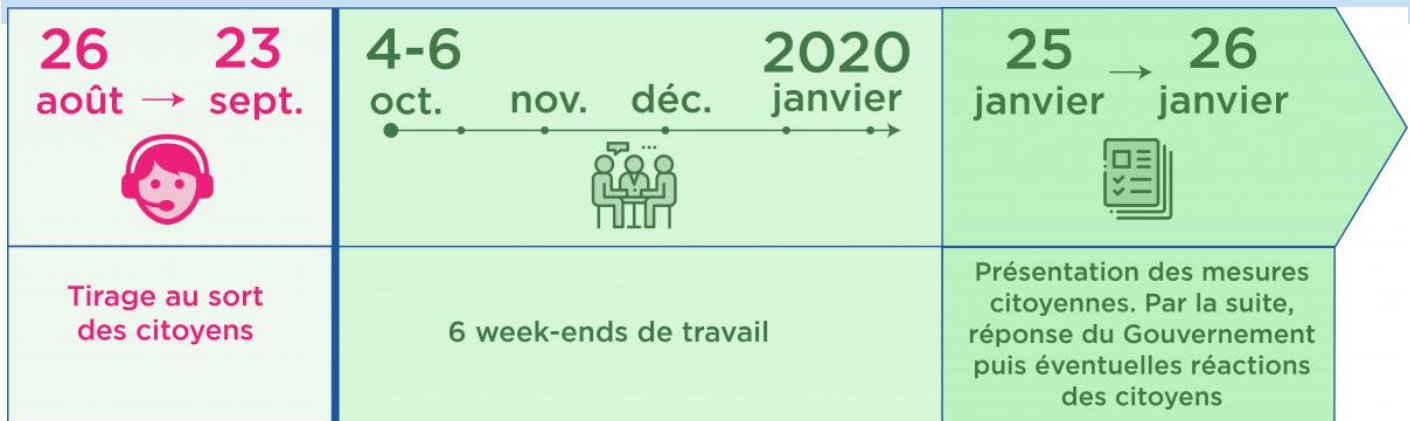 26 août → 23 sept.
Tirage au sort
des citoyens
4-6 oct. nov. déc. 2020 janvier
6 week-ends de travail
25 janvier → 26 janvier
Présentation des mesures
citoyennes. Par la suite,
réponse du Gouvernement
puis éventuelles réactions
des citoyens